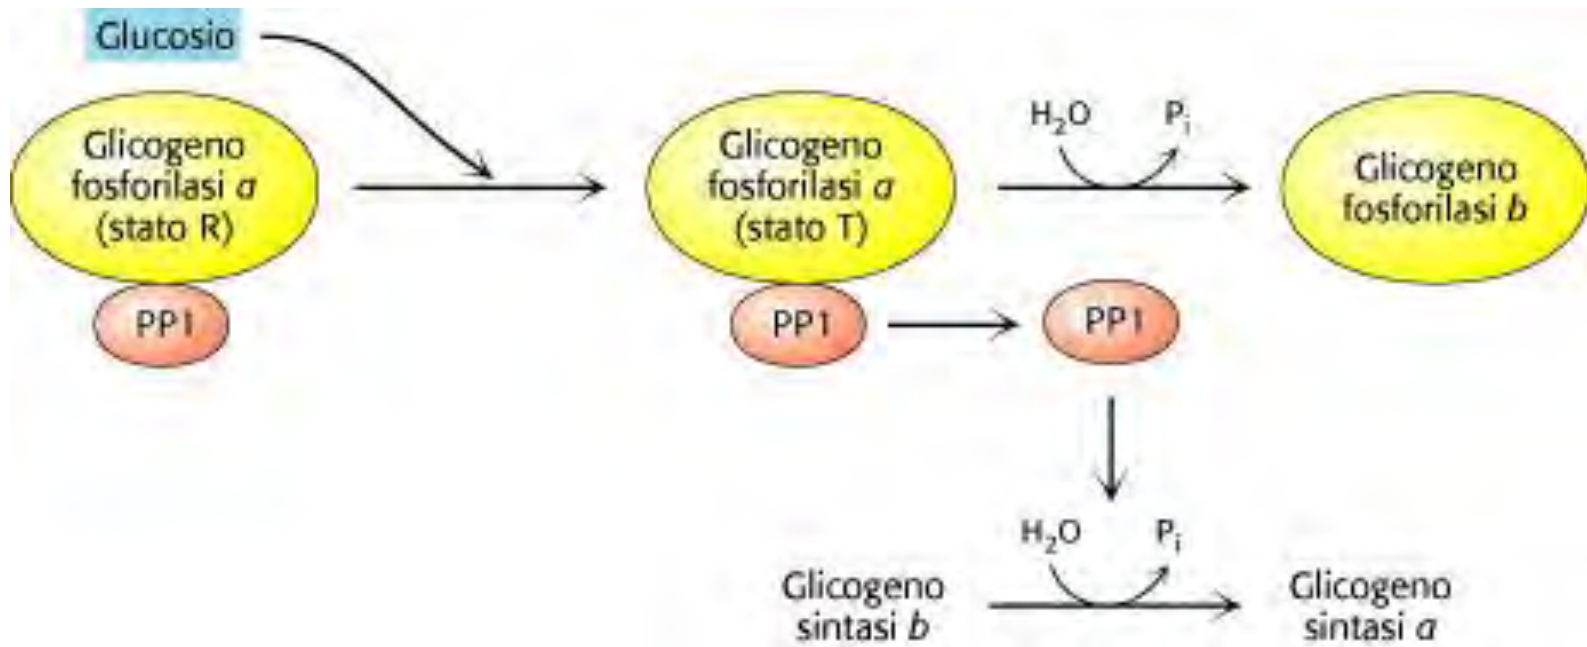 Glucosio
Glicogeno
fosforilasi a
(stato R)
PP1
Glicogeno
fosforilasi a
(stato T)
PP1
H₂O
Pᵢ
Glicogeno
fosforilasi b
PP1
H₂O
Pᵢ
Glicogeno
sintasi b
Glicogeno
sintasi a